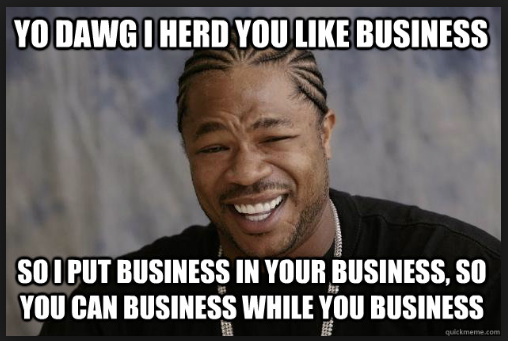 YO DAWG I HERD YOU LIKE BUSINESS
SO I PUT BUSINESS IN YOUR BUSINESS, SO
YOU CAN BUSINESS WHILE YOU BUSINESS
quickmeme.com